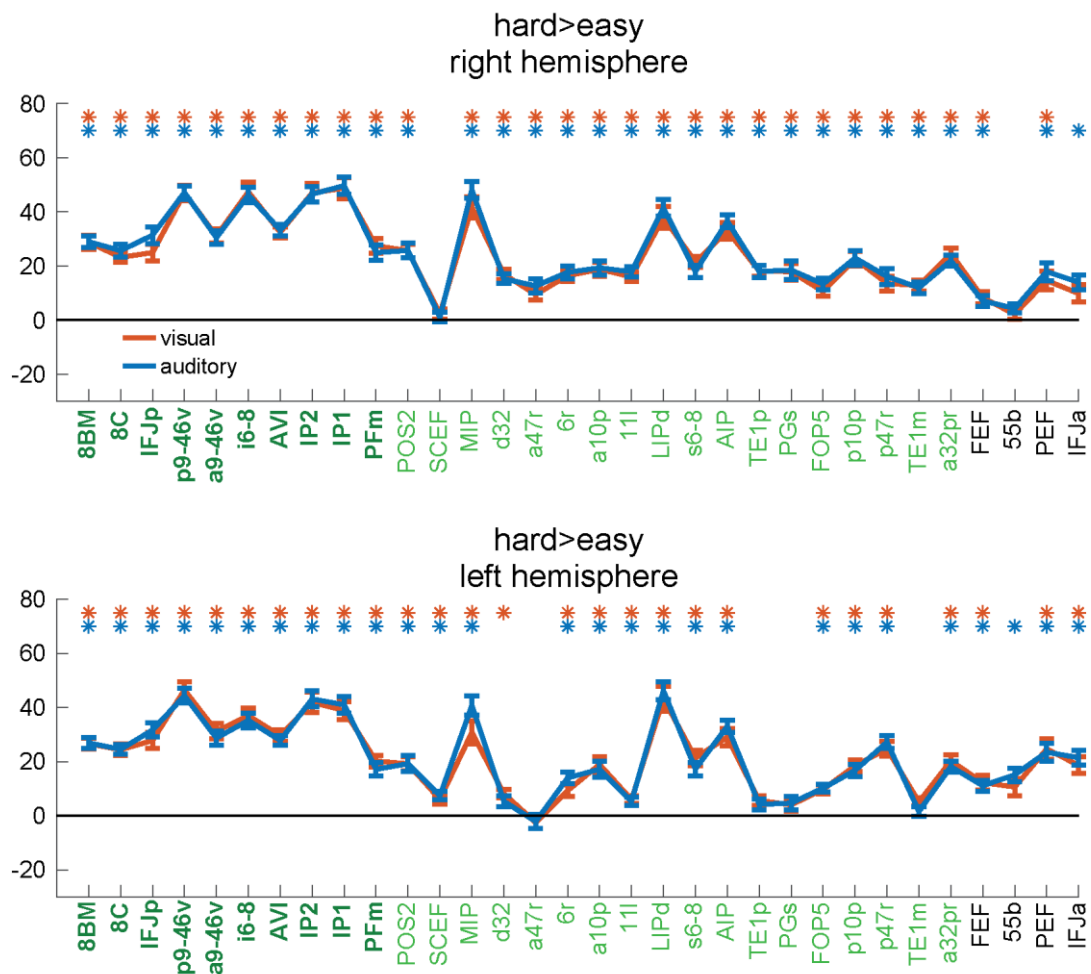 hard>easy
right hemisphere
80
60
40
20
0
-20
visual
auditory
8BM 8C IFJp p9-46v a9-46v i6-8 AVI IP2 IP1 PFm POS2 SCEF MIP d32 a47r 6r a10p 11l LIPd s6-8 AIP TE1p PGs FOP5 p10p p47r TE1m a32pr FEF 55b PEF IFJa
hard>easy
left hemisphere
80
60
40
20
0
-20
8BM 8C IFJp p9-46v a9-46v i6-8 AVI IP2 IP1 PFm POS2 SCEF MIP d32 a47r 6r a10p 11l LIPd s6-8 AIP TE1p PGs FOP5 p10p p47r TE1m a32pr FEF 55b PEF IFJa